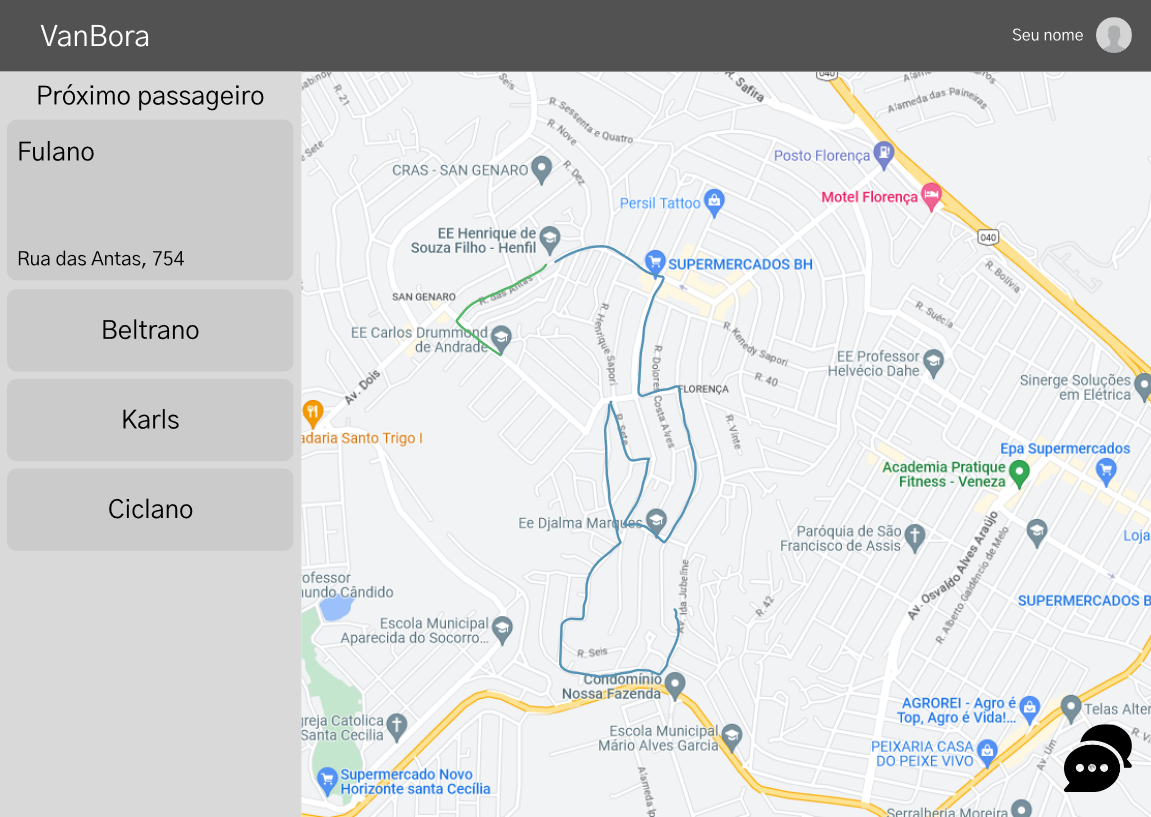 VanBora
Seu nome
Próximo passageiro
Fulano
Rua das Antas, 754
Beltrano
Karls
Ciclano
040
R. Safira
Alameda das Paineiras
R. 21
Seis
R. Sessenta e Quatro
R. Nove
R. Dez
Sete
CRAS - SAN GENARO
Posto Florença
Motel Florença
Persil Tattoo
EE Henrique de
Souza Filho - Henfil
040
SUPERMERCADOS BH
R. Bolívia
SAN GENARO
R. das Antas
R. Suécia
EE Carlos Drummond
de Andrade
R. Henrique Sapori
R. Kenedy Sapori
R. Dolores Costa Alves
EE Professor
Helvécio Dahe
R. 40
Sinerge Soluções
em Elétrica
Av. Dois
FLORENÇA
adaria Santo Trigo I
R. Sete
R. Vinte
Epa Supermercados
Academia Pratique
Fitness - Veneza
Ee Djalma Marques
Paróquia de São
Francisco de Assis
Loja
Av. Osvaldo Alves Araújo
R. Alberto Galdêncio de Melo
ofessor
undo Cândido
Av. Ida Jubeline
R. 42
SUPERMERCADOS B
Escola Municipal
Aparecida do Socorro...
R. Seis
Condomínio
Nossa Fazenda
AGROREI - Agro é
Top, Agro é Vida!...
Telas Alter
greja Catolica
Santa Cecília
Escola Municipal
Mário Alves Garcia
PEIXARIA CASA
DO PEIXE VIVO
Av. Um
R. V
Supermercado Novo
Horizonte santa Cecília
Alameda Ip
Serralheria Moreira